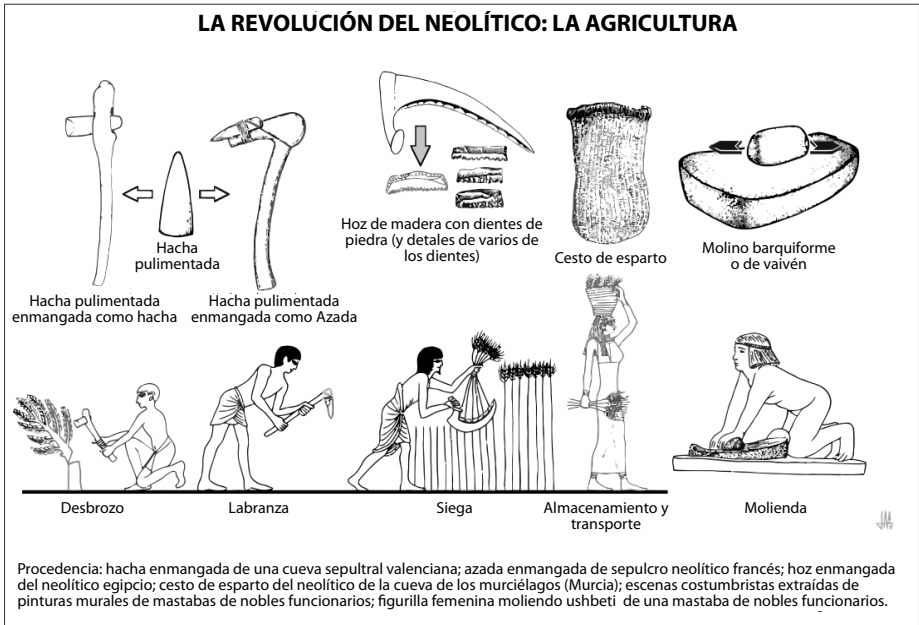 LA REVOLUCIÓN DEL NEOLÍTICO: LA AGRICULTURA
Hacha
pulimentada
Hacha pulimentada
enmangada como hacha
Hacha pulimentada
enmangada como Azada
Hoz de madera con dientes de
piedra (y detalles de varios de
los dientes)
Cesto de esparto
Molino barquiforme
o de vaivén
Desbrozo
Labranza
Siega
Almacenamiento y
transporte
Molienda
Procedencia: hacha enmangada de una cueva sepultral valenciana; azada enmangada de sepulcro neolítico francés; hoz enmangada
del neolítico egipcio; cesto de esparto del neolítico de la cueva de los murciélagos (Murcia); escenas costumbristas extraídas de
pinturas murales de mastabas de nobles funcionarios; figurilla femenina moliendo ushbeti de una mastaba de nobles funcionarios.